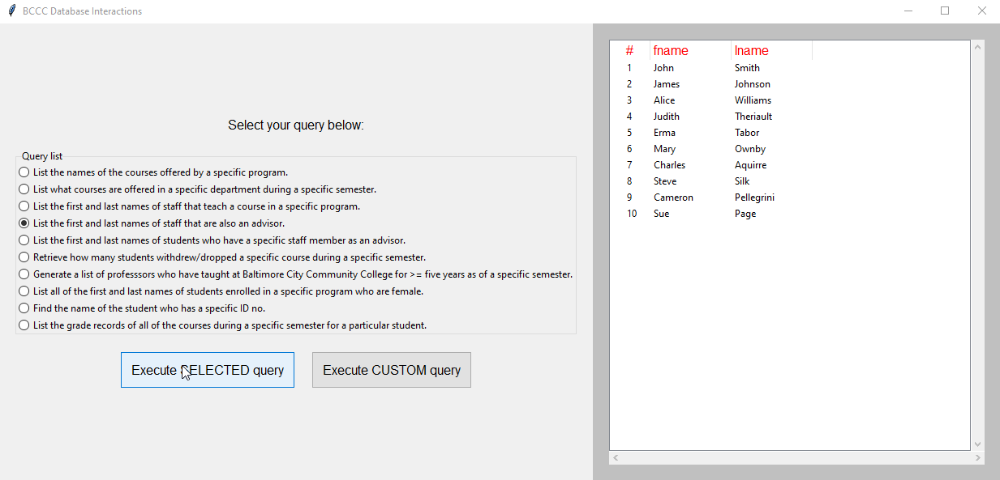 BCCC Database Interactions
Select your query below:
Query list
List the names of the courses offered by a specific program.
List what courses are offered in a specific department during a specific semester.
List the first and last names of staff that teach a course in a specific program.
List the first and last names of staff that are also an advisor.
List the first and last names of students who have a specific staff member as an advisor.
Retrieve how many students withdrew/dropped a specific course during a specific semester.
Generate a list of professsors who have taught at Baltimore City Community College for >= five years as of a specific semester.
List all of the first and last names of students enrolled in a specific program who are female.
Find the name of the student who has a specific ID no.
List the grade records of all of the courses during a specific semester for a particular student.
Execute SELECTED query
Execute CUSTOM query
# fname lname
1 John Smith
2 James Johnson
3 Alice Williams
4 Judith Theriault
5 Erma Tabor
6 Mary Ownby
7 Charles Aquirre
8 Steve Silk
9 Cameron Pellegrini
10 Sue Page